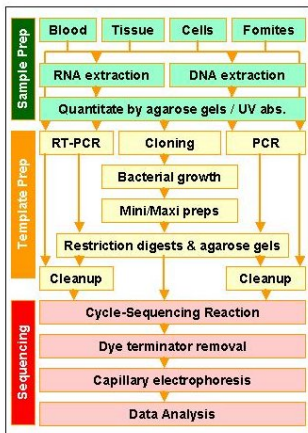 Sample Prep
Blood Tissue Cells Fomites
RNA extraction DNA extraction
Quantitate by agarose gels / UV abs.
Template Prep
RT-PCR Cloning PCR
Bacterial growth
Mini/Maxi preps
Restriction digests & agarose gels
Cleanup Cleanup
Sequencing
Cycle-Sequencing Reaction
Dye terminator removal
Capillary electrophoresis
Data Analysis